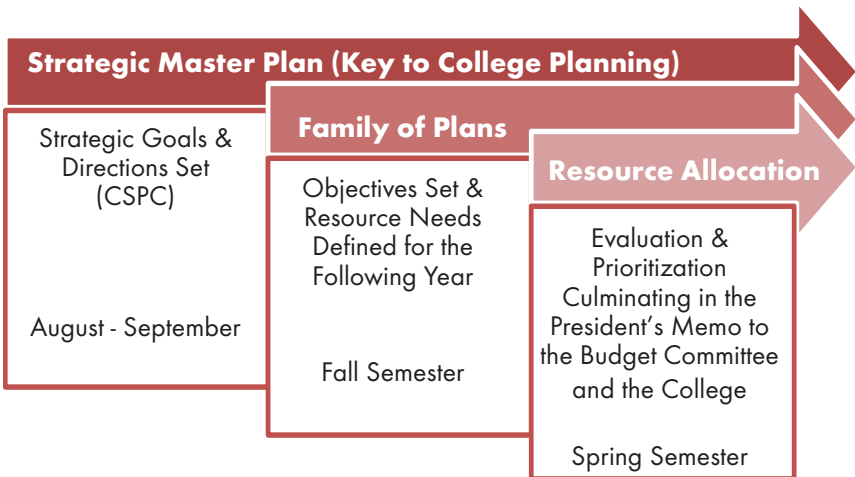 Strategic Master Plan (Key to College Planning)
Strategic Goals &
Directions Set
(CSPC)
August - September
Family of Plans
Objectives Set &
Resource Needs
Defined for the
Following Year
Fall Semester
Resource Allocation
Evaluation &
Prioritization
Culminating in the
President’s Memo to
the Budget Committee
and the College
Spring Semester